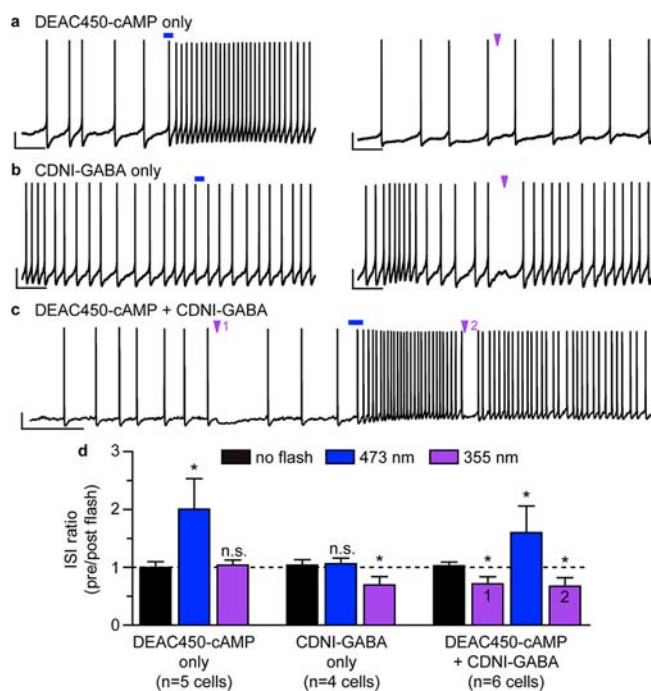 a DEAC450-cAMP only
b CDNI-GABA only
c DEAC450-cAMP + CDNI-GABA
1
2
d
no flash
473 nm
355 nm
ISI ratio
(pre/post flash)
3
2
1
0
*
n.s.
n.s.
*
*
*
*
1
2
DEAC450-cAMP
only
(n=5 cells)
CDNI-GABA
only
(n=4 cells)
DEAC450-cAMP
+ CDNI-GABA
(n=6 cells)